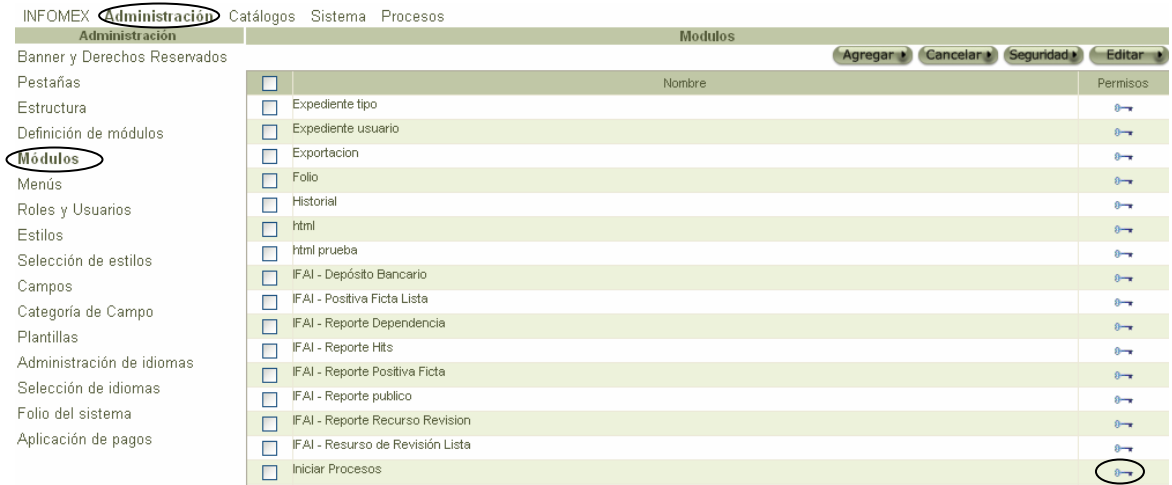 INFOMEX Administración Catálogos Sistema Procesos
Administración
Modulos
Banner y Derechos Reservados
Agregar Cancelar Seguridad Editar
Pestañas
Estructura
Definición de módulos
Módulos
Menús
Roles y Usuarios
Estilos
Selección de estilos
Campos
Categoría de Campo
Plantillas
Administración de idiomas
Selección de idiomas
Folio del sistema
Aplicación de pagos
Nombre Permisos
Expediente tipo
Expediente usuario
Exportacion
Folio
Historial
html
html prueba
IFAI - Depósito Bancario
IFAI - Positiva Ficta Lista
IFAI - Reporte Dependencia
IFAI - Reporte Hits
IFAI - Reporte Positiva Ficta
IFAI - Reporte publico
IFAI - Reporte Recurso Revision
IFAI - Resurso de Revisión Lista
Iniciar Procesos